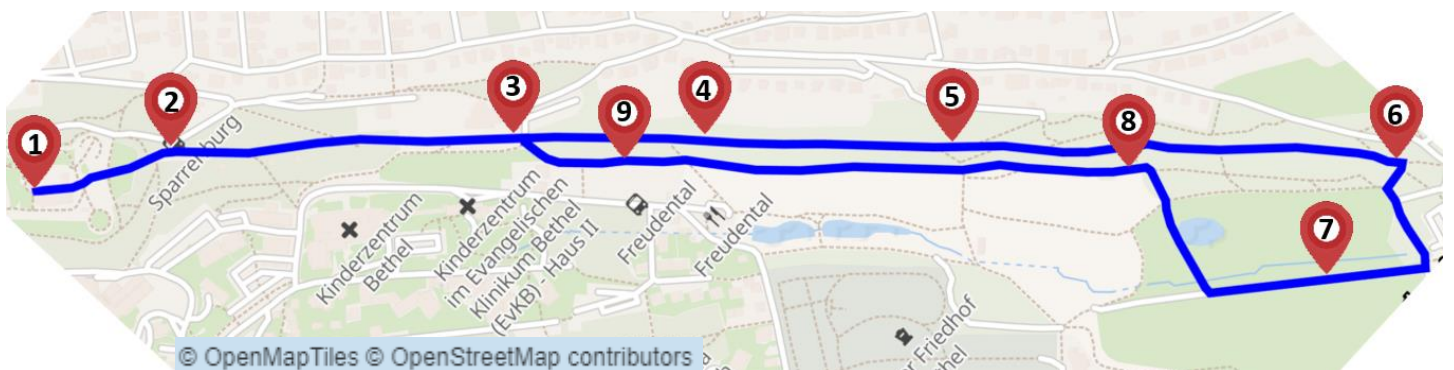 1
2
3
9
4
5
8
6
7
Sparrenburg
Kinderzentrum
Bethel
Kinderzentrum
im Evangelischen
Klinikum Bethel
(EvKB) - Haus II
Freudental
Freudental
Friedhof
© OpenMapTiles © OpenStreetMap contributors